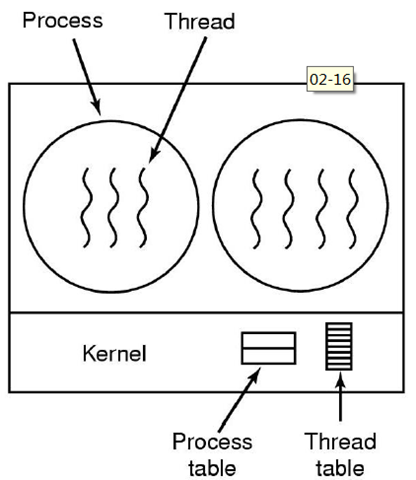 Process
Thread
02-16
Kernel
Process
table
Thread
table